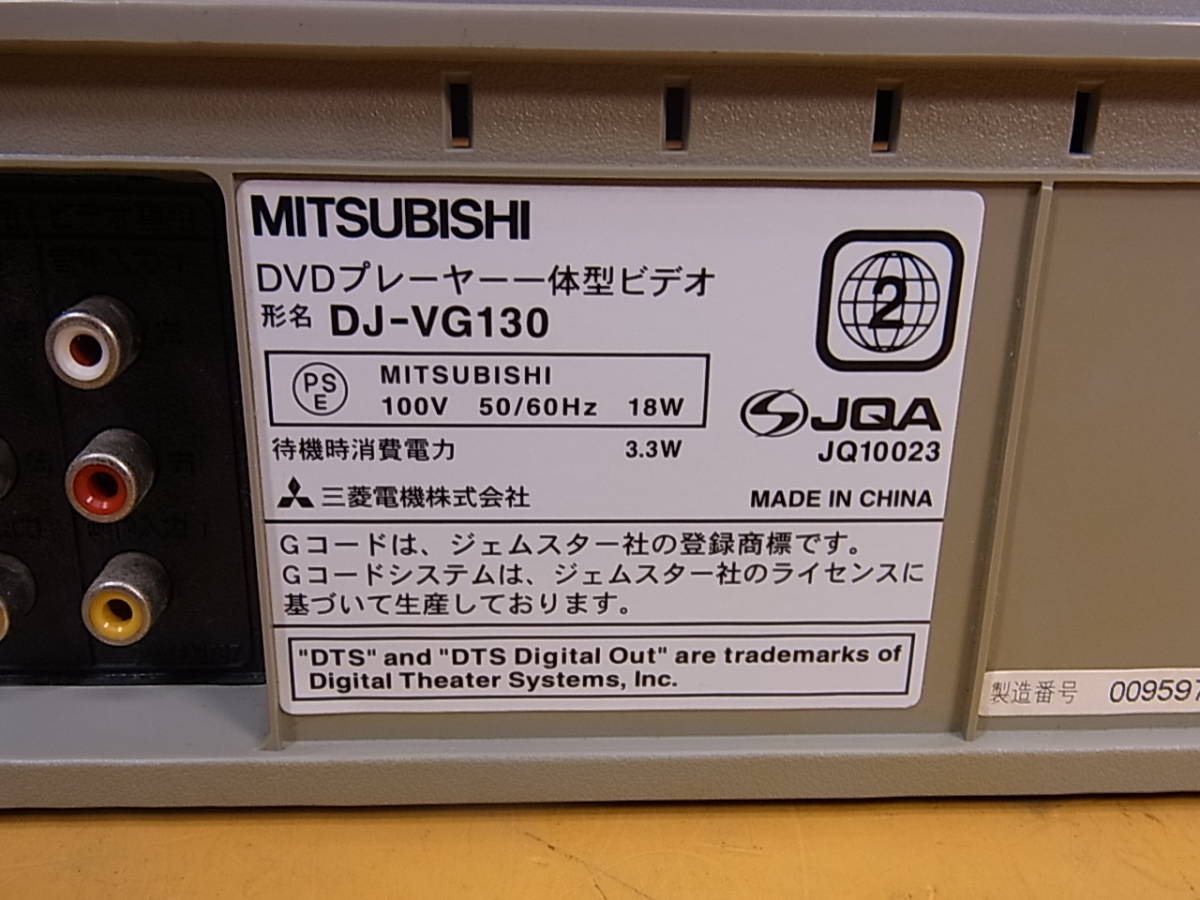 MITSUBISHI
DVDプレーヤー一体型ビデオ
形名 DJ-VG130
2
PS
E
MITSUBISHI
100V 50/60Hz 18W
JQA
JQ10023
待機時消費電力 3.3W
三菱電機株式会社
MADE IN CHINA
Gコードは、ジェムスター社の登録商標です。
Gコードシステムは、ジェムスター社のライセンスに
基づいて生産しております。
"DTS" and "DTS Digital Out" are trademarks of
Digital Theater Systems, Inc.
製造番号 009597